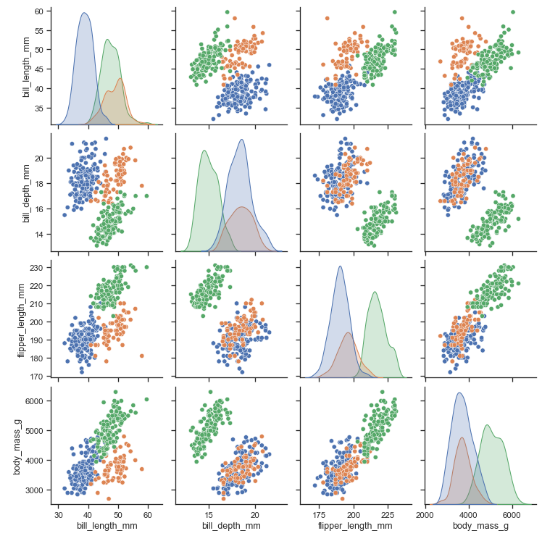 bill_length_mm
60
55
50
45
40
35
bill_depth_mm
20
18
16
14
flipper_length_mm
230
220
210
200
190
180
170
body_mass_g
6000
5000
4000
3000
30 40 50 60
bill_length_mm
15 20
bill_depth_mm
175 200 225
flipper_length_mm
2000 4000 6000
body_mass_g